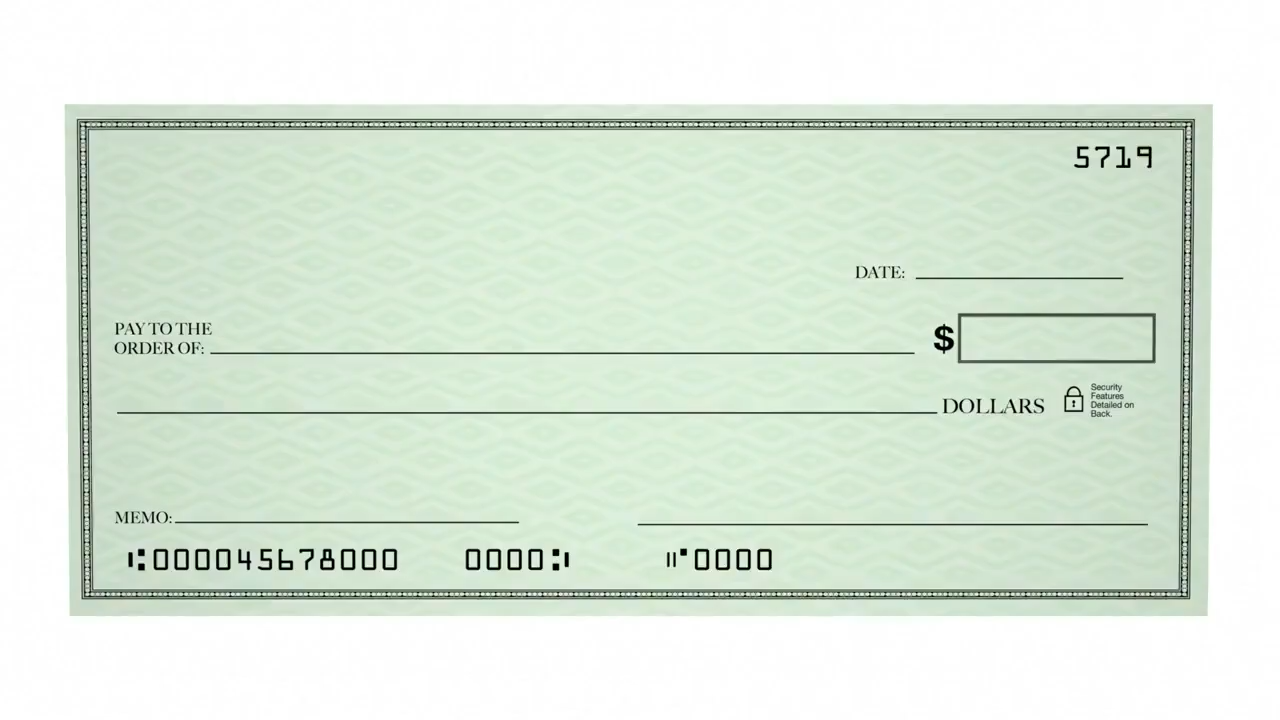 5719
DATE:
PAY TO THE
ORDER OF:
$
DOLLARS
Security
Features
Detailed on
Back.
MEMO:
⑆000045678000 0000⑆ ⑈0000